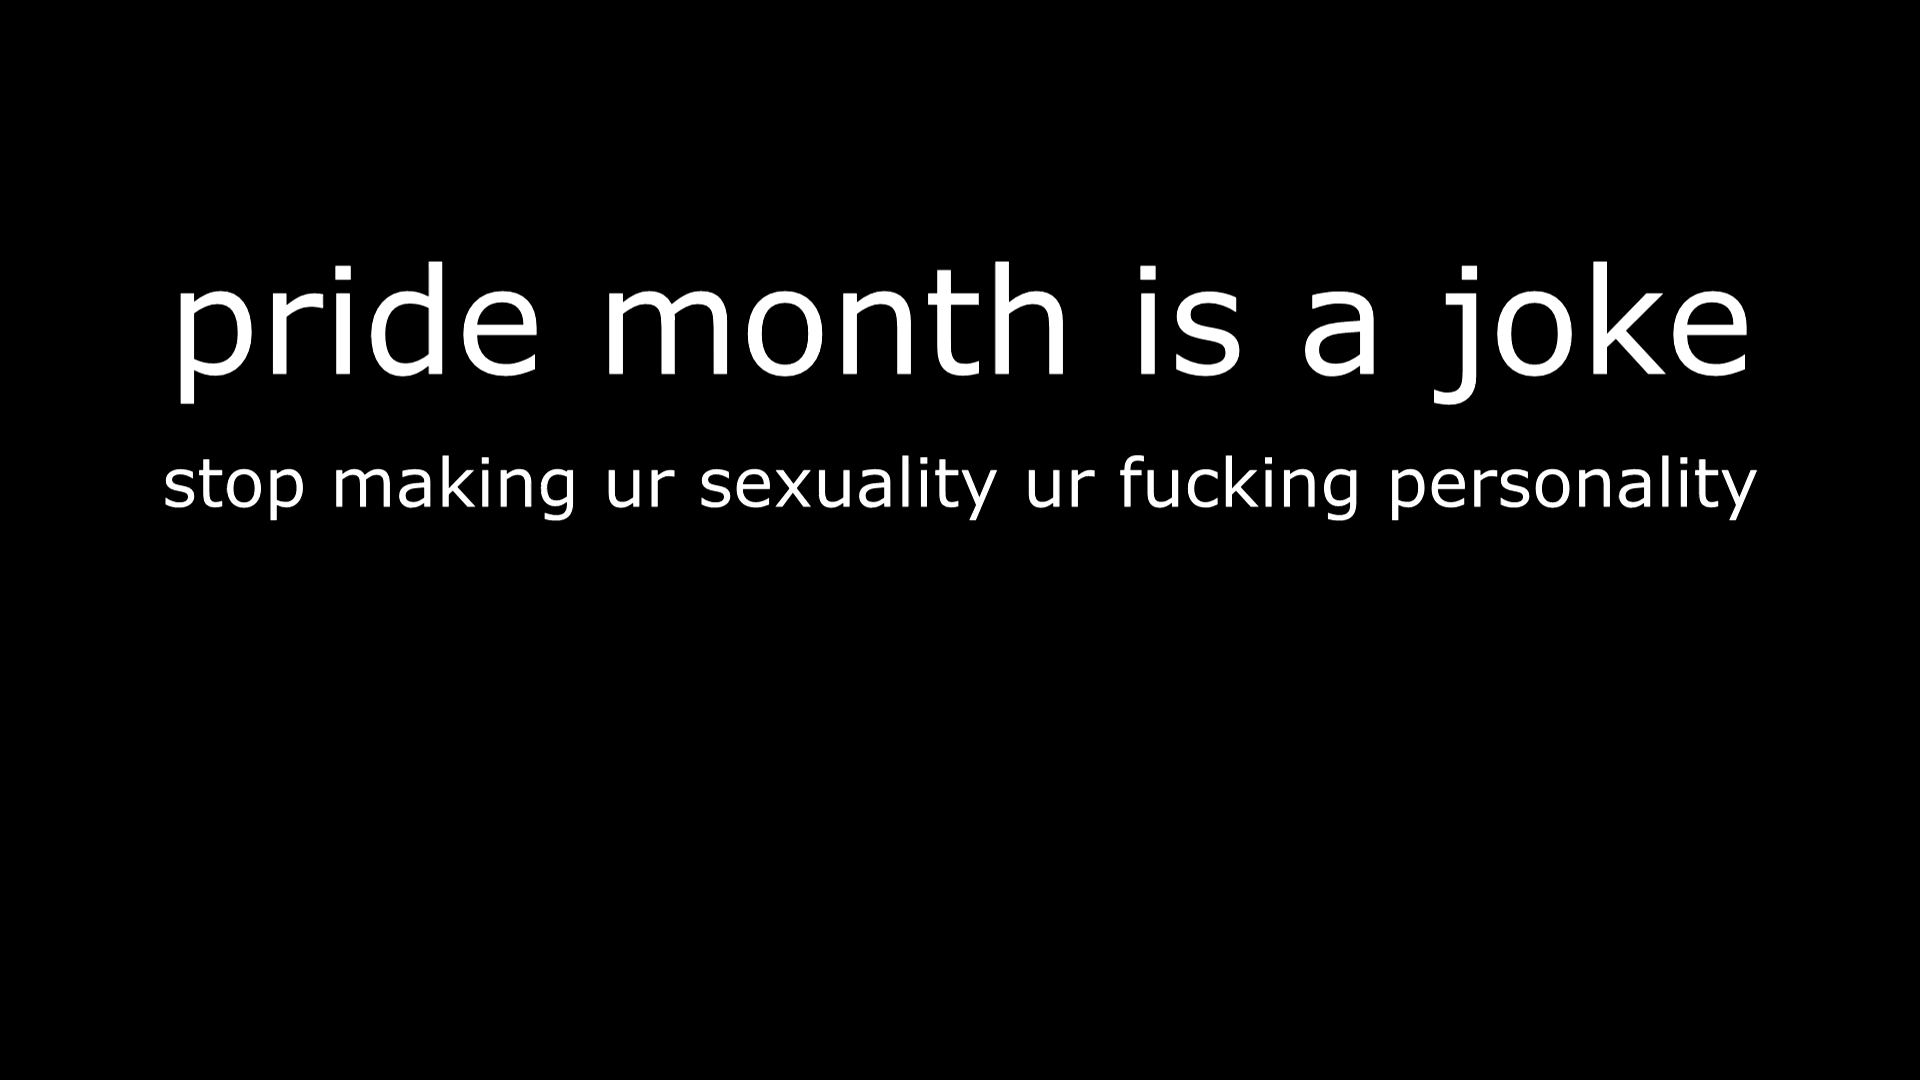 pride month is a joke
stop making ur sexuality ur fucking personality